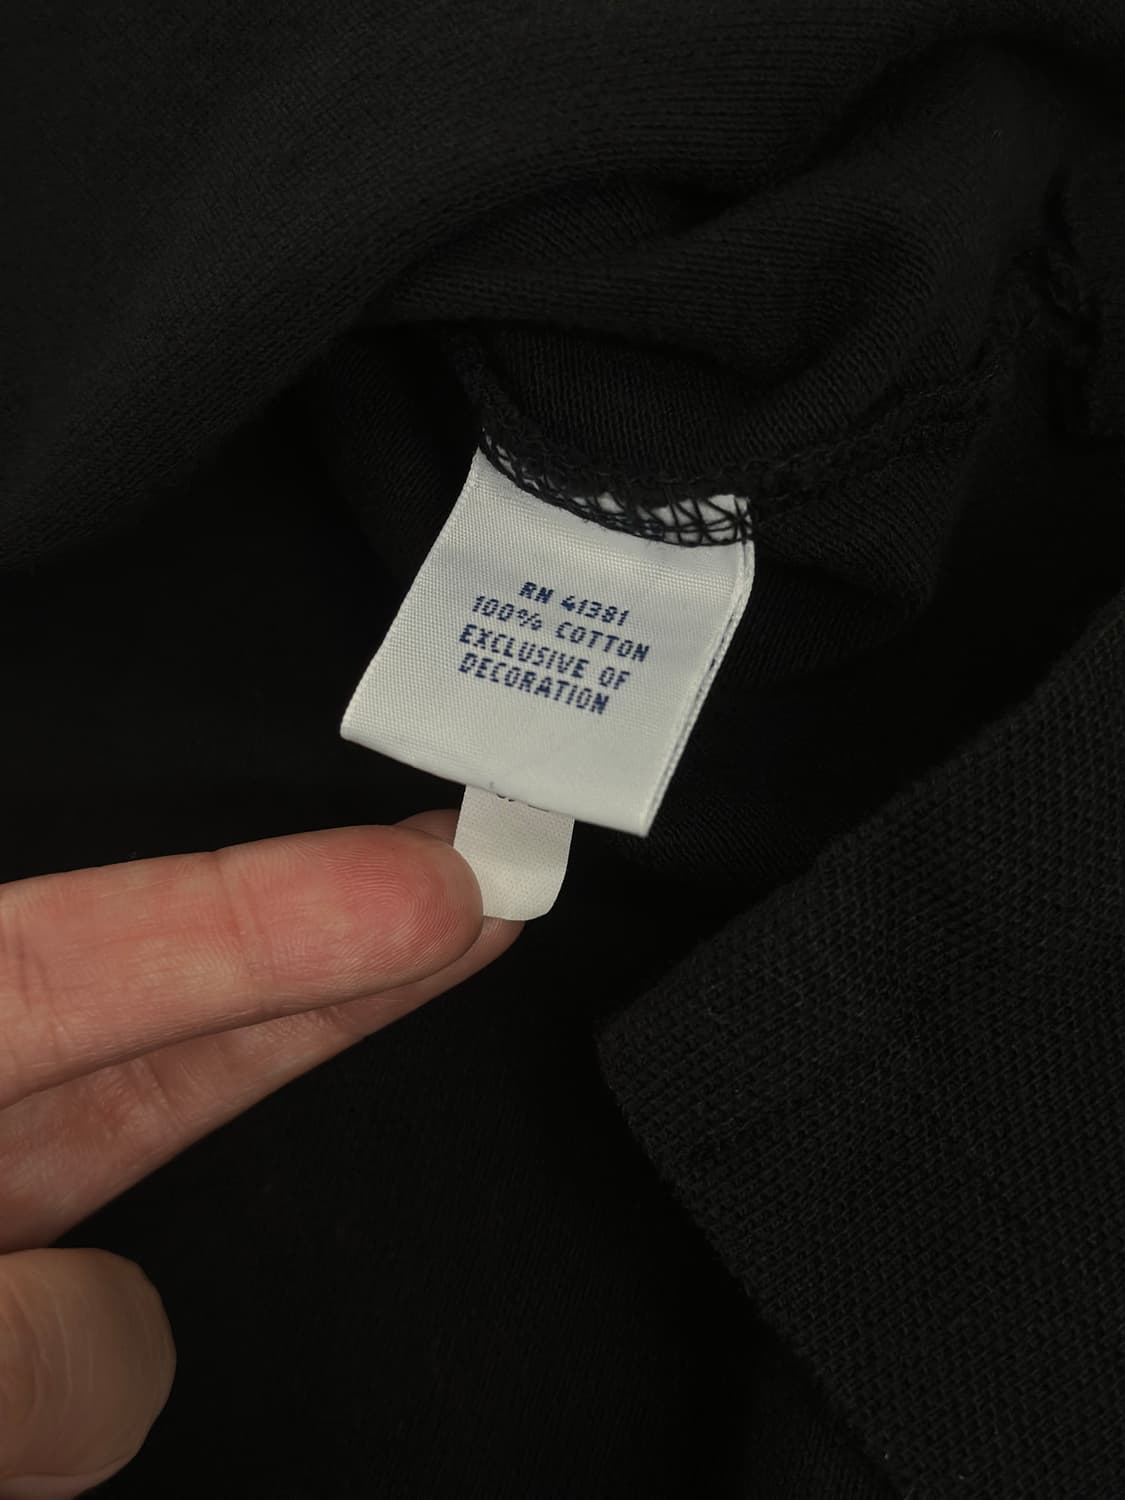 RN 41381
100% COTTON
EXCLUSIVE OF
DECORATION